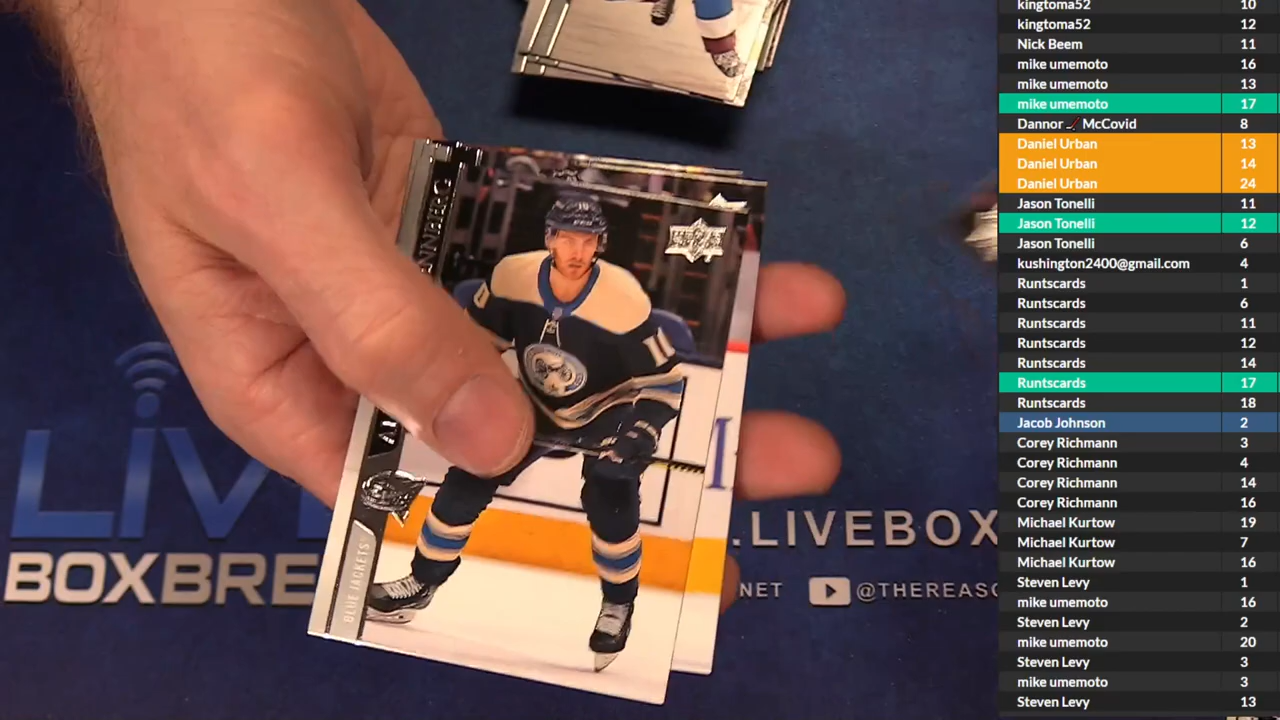 kingtoma52 10
kingtoma52 12
Nick Beem 11
mike umemoto 16
mike umemoto 13
mike umemoto 17
Dannor 🏒 McCovid 8
Daniel Urban 13
Daniel Urban 14
Daniel Urban 24
Jason Tonelli 11
Jason Tonelli 12
Jason Tonelli 6
kushington2400@gmail.com 4
Runtscards 1
Runtscards 6
Runtscards 11
Runtscards 12
Runtscards 14
Runtscards 17
Runtscards 18
Jacob Johnson 2
Corey Richmann 3
Corey Richmann 4
Corey Richmann 14
Corey Richmann 16
Michael Kurtow 19
Michael Kurtow 7
Michael Kurtow 16
Steven Levy 1
mike umemoto 16
Steven Levy 2
mike umemoto 20
Steven Levy 3
mike umemoto 3
Steven Levy 13
NNBERG
BLUE JACKETS
10
LIV
BOXBRE
.LIVEBOX
NET
@THEREASO